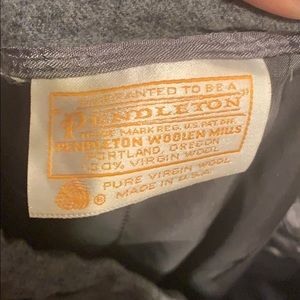 WARRANTED TO BE A
"PENDLETON"
TRADE MARK REG. U.S. PAT. OFF.
PENDLETON WOOLEN MILLS
PORTLAND, OREGON
100% VIRGIN WOOL
®
PURE VIRGIN WOOL
MADE IN U.S.A.